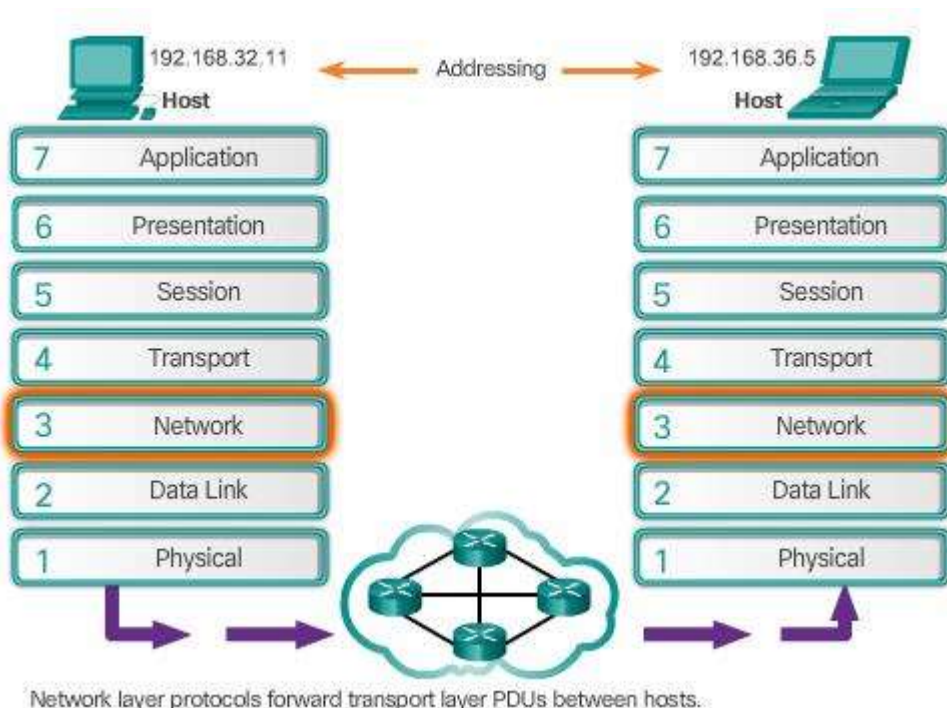 192.168.32.11
Host
Addressing
192.168.36.5
Host
7 Application
6 Presentation
5 Session
4 Transport
3 Network
2 Data Link
1 Physical
7 Application
6 Presentation
5 Session
4 Transport
3 Network
2 Data Link
1 Physical
Network layer protocols forward transport layer PDUs between hosts.